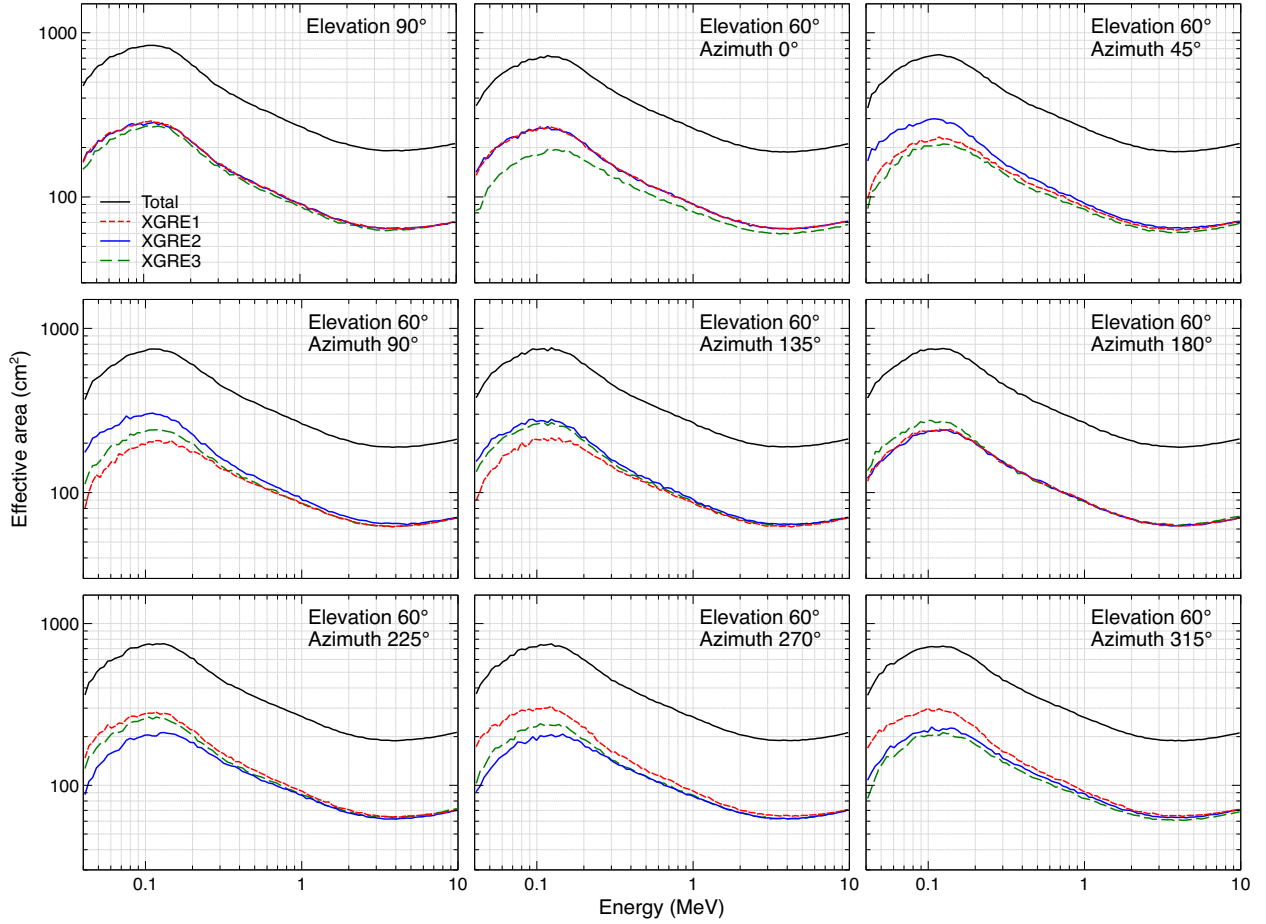 Elevation 90°
Elevation 60°
Azimuth 0°
Elevation 60°
Azimuth 45°
1000
100
Total
XGRE1
XGRE2
XGRE3
Elevation 60°
Azimuth 90°
Elevation 60°
Azimuth 135°
Elevation 60°
Azimuth 180°
1000
100
Effective area (cm²)
Elevation 60°
Azimuth 225°
Elevation 60°
Azimuth 270°
Elevation 60°
Azimuth 315°
1000
100
0.1 1 10
0.1 1 10
0.1 1 10
Energy (MeV)